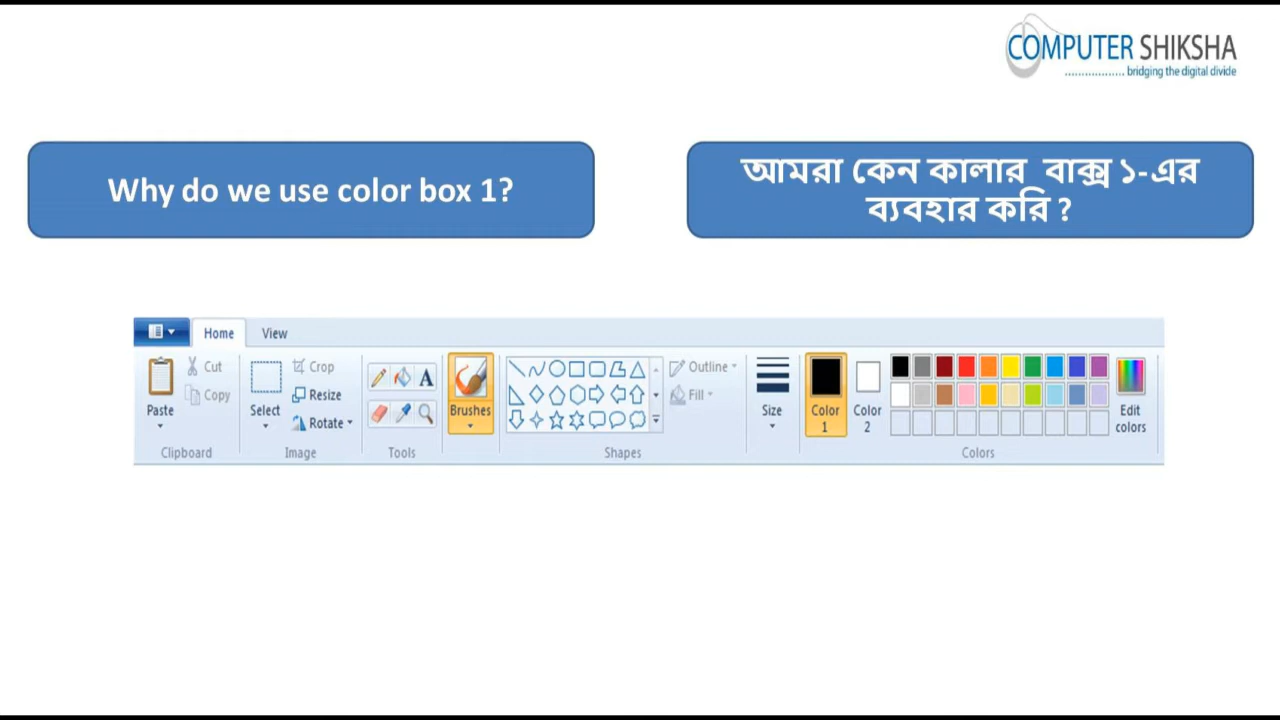 COMPUTER SHIKSHA
bridging the digital divide
Why do we use color box 1?
আমরা কেন কালার বাক্স ১-এর
ব্যবহার করি ?
Home View
Cut
Copy
Paste
Clipboard
Crop
Resize
Rotate
Select
Image
A
Tools
Brushes
Outline
Fill
Shapes
Size
Color
1
Color
2
Edit
colors
Colors